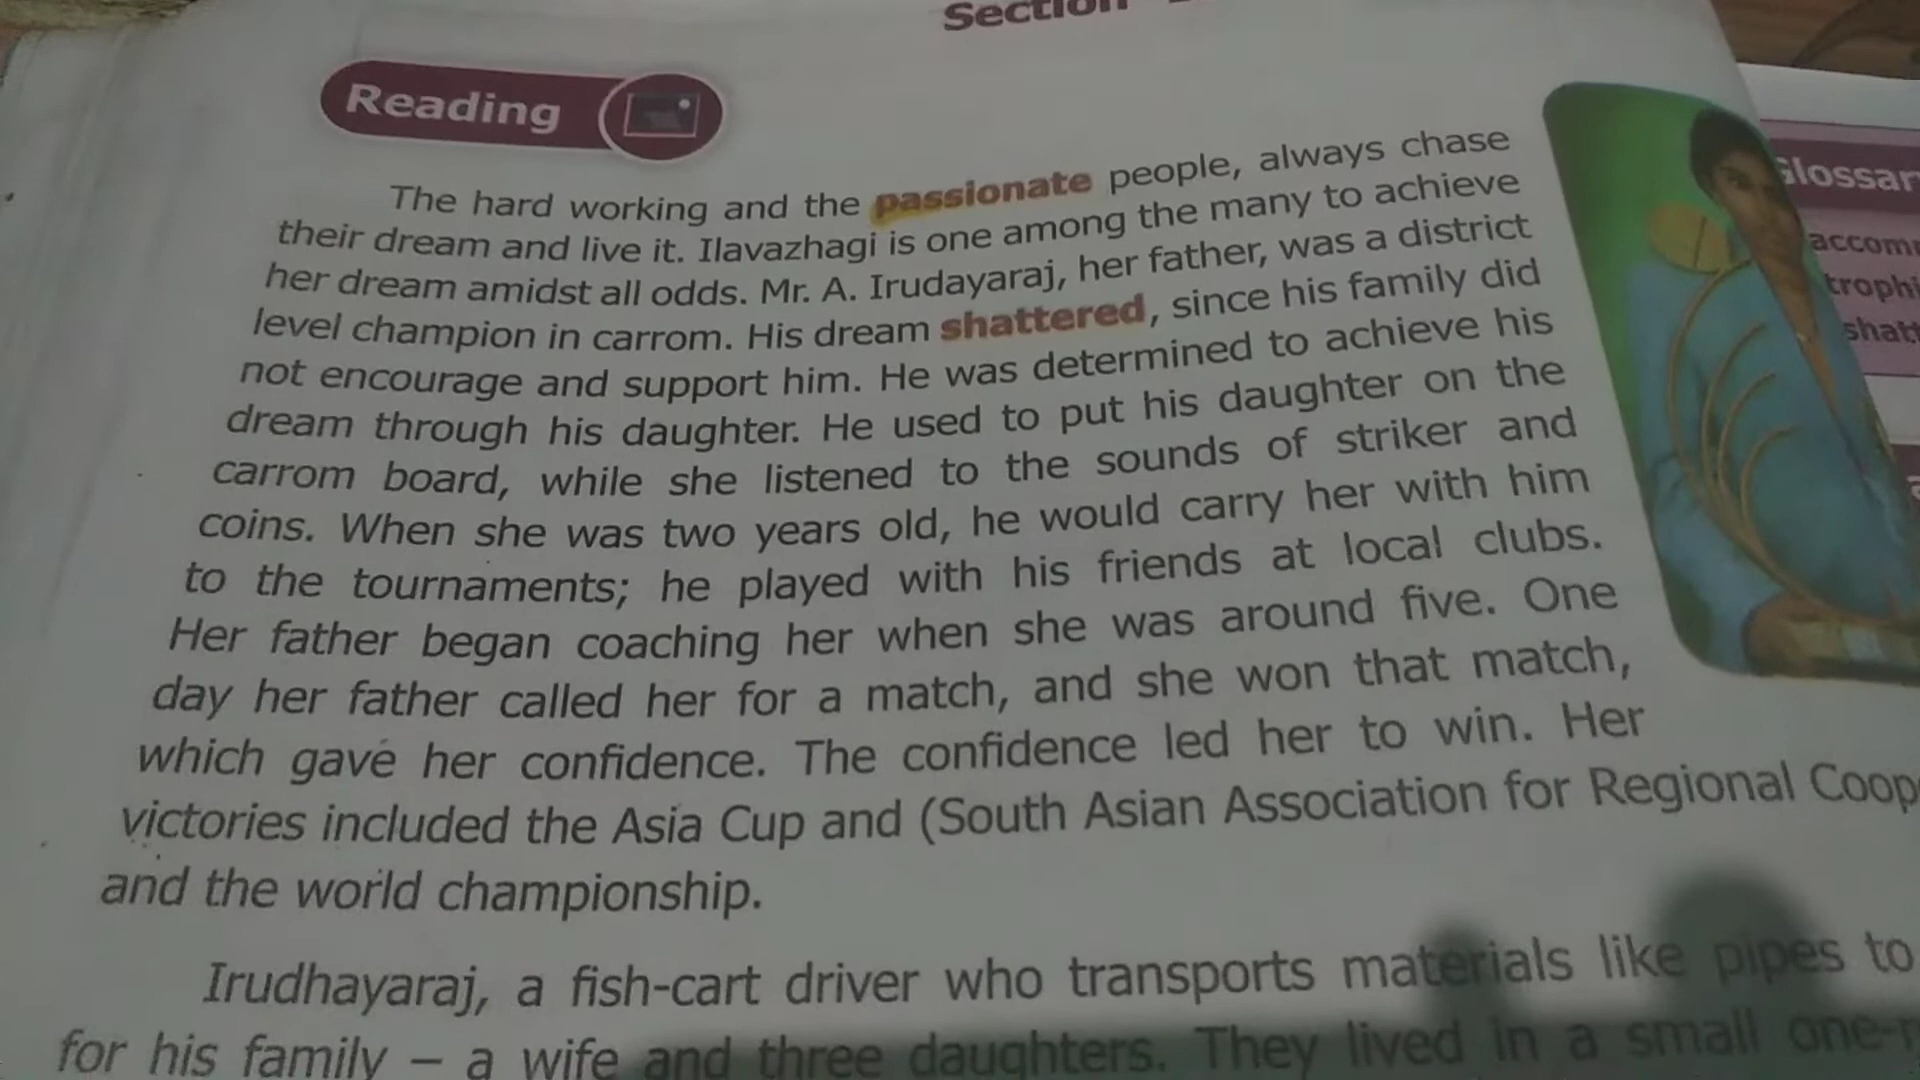 Section
Reading
The hard working and the passionate people, always chase
their dream and live it. Ilavazhagi is one among the many to achieve
her dream amidst all odds. Mr. A. Irudayaraj, her father, was a district
level champion in carrom. His dream shattered, since his family did
not encourage and support him. He was determined to achieve his
dream through his daughter. He used to put his daughter on the
carrom board, while she listened to the sounds of striker and
coins. When she was two years old, he would carry her with him
to the tournaments; he played with his friends at local clubs.
Her father began coaching her when she was around five. One
day her father called her for a match, and she won that match,
which gave her confidence. The confidence led her to win. Her
victories included the Asia Cup and (South Asian Association for Regional Coop
and the world championship.
Irudhayaraj, a fish-cart driver who transports materials like pipes to
for his family – a wife and three daughters. They lived in a small one-
Glossar
accom
trophi
shatt